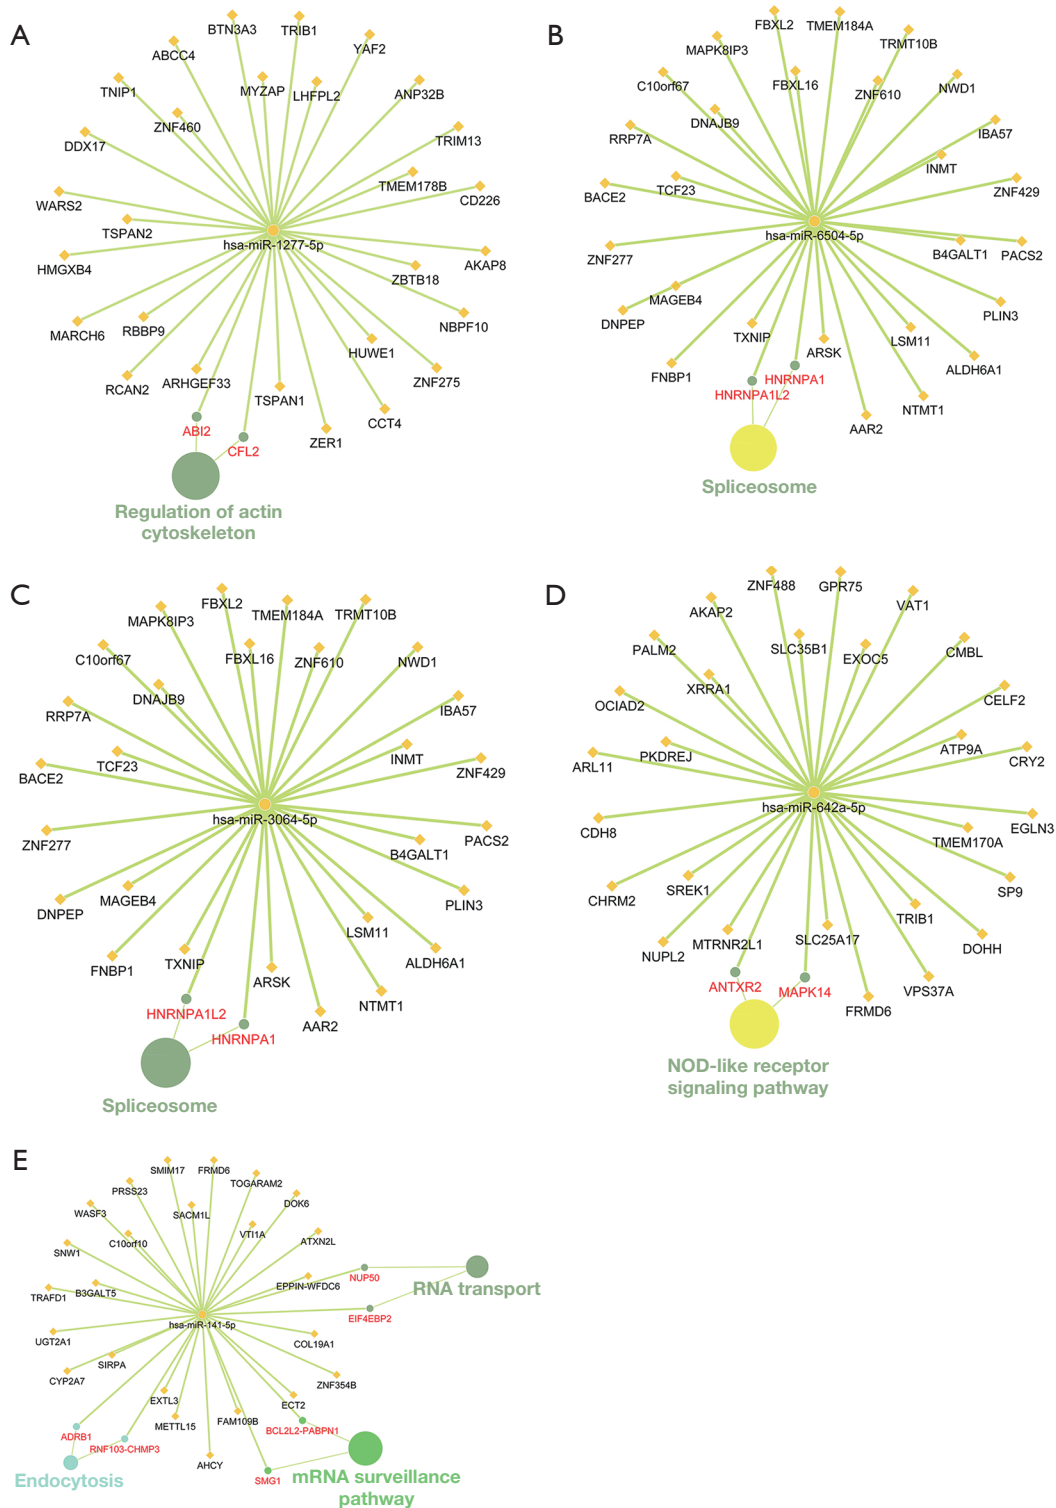 A
BTN3A3
TRIB1
YAF2
ABCC4
TNIP1
MYZAP
LHFPL2
ANP32B
ZNF460
DDX17
TRIM13
TMEM178B
CD226
WARS2
TSPAN2
hsa-miR-1277-5p
HMGXB4
AKAP8
ZBTB18
MARCH6
RBBP9
NBPF10
HUWE1
RCAN2
ARHGEF33
ZNF275
TSPAN1
CCT4
ABI2
CFL2
ZER1
Regulation of actin
cytoskeleton
B
FBXL2
TMEM184A
TRMT10B
MAPK8IP3
C10orf67
FBXL16
ZNF610
NWD1
DNAJB9
RRP7A
IBA57
INMT
BACE2
TCF23
ZNF429
hsa-miR-6504-5p
ZNF277
B4GALT1
PACS2
MAGEB4
DNPEP
PLIN3
TXNIP
ARSK
LSM11
FNBP1
HNRNPA1
ALDH6A1
HNRNPA1L2
NTMT1
AAR2
Spliceosome
C
FBXL2
TMEM184A
TRMT10B
MAPK8IP3
C10orf67
FBXL16
ZNF610
NWD1
DNAJB9
RRP7A
IBA57
INMT
BACE2
TCF23
ZNF429
hsa-miR-3064-5p
ZNF277
PACS2
B4GALT1
MAGEB4
DNPEP
PLIN3
LSM11
FNBP1
TXNIP
ALDH6A1
ARSK
NTMT1
HNRNPA1L2
AAR2
HNRNPA1
Spliceosome
D
ZNF488
GPR75
AKAP2
VAT1
PALM2
SLC35B1
EXOC5
CMBL
XRRA1
OCIAD2
CELF2
ATP9A
ARL11
PKDREJ
CRY2
hsa-miR-642a-5p
CDH8
EGLN3
TMEM170A
CHRM2
SREK1
SP9
TRIB1
NUPL2
MTRNR2L1
SLC25A17
DOHH
ANTXR2
MAPK14
VPS37A
FRMD6
NOD-like receptor
signaling pathway
E
SMIM17
FRMD6
PRSS23
TOGARAM2
WASF3
SACM1L
DOK6
VTI1A
SNW1
C10orf10
ATXN2L
TRAFD1
B3GALT5
EPPIN-WFDC6
NUP50
RNA transport
EIF4EBP2
hsa-miR-141-5p
UGT2A1
COL19A1
SIRPA
CYP2A7
ZNF354B
EXTL3
ECT2
METTL15
FAM109B
BCL2L2-PABPN1
ADRB1
RNF103-CHMP3
AHCY
Endocytosis
SMG1
mRNA surveillance
pathway